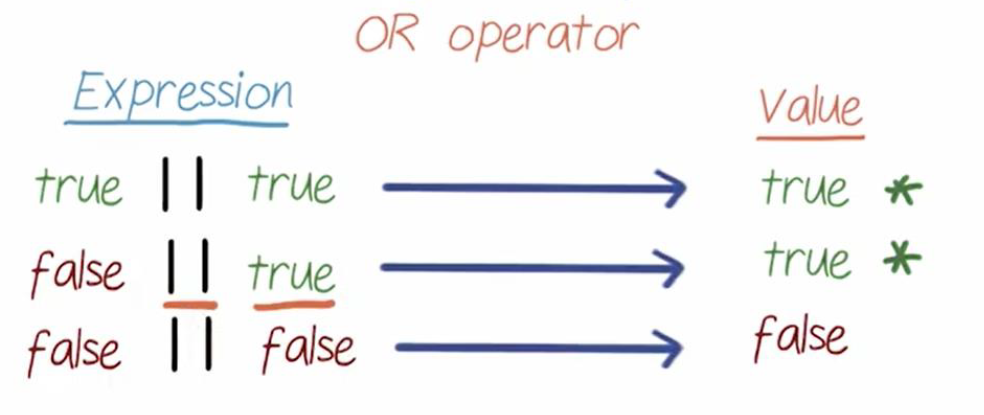 OR operator
Expression Value
true || true true *
false || true true *
false || false false